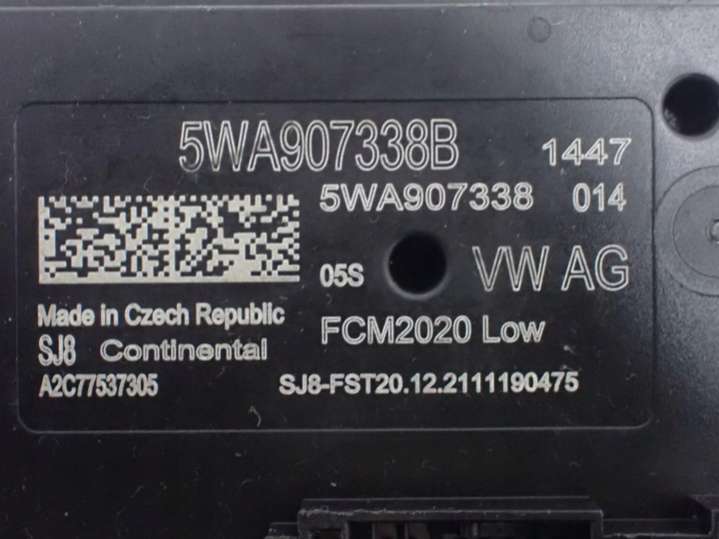 5WA907338B 1447
5WA907338 014
05S VW AG
Made in Czech Republic
FCM2020 Low
SJ8 Continental
A2C77537305 SJ8-FST20.12.2111190475